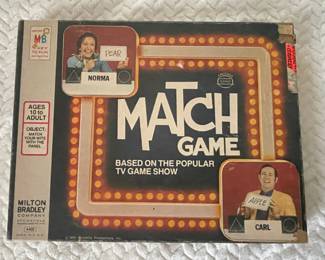 MB
PEAR
NORMA
AGES
10 to
ADULT
OBJECT:
MATCH
YOUR WITS
WITH THE
PANEL
MATCH
GAME
BASED ON THE POPULAR
TV GAME SHOW
APPLE
CARL
MILTON
BRADLEY
COMPANY